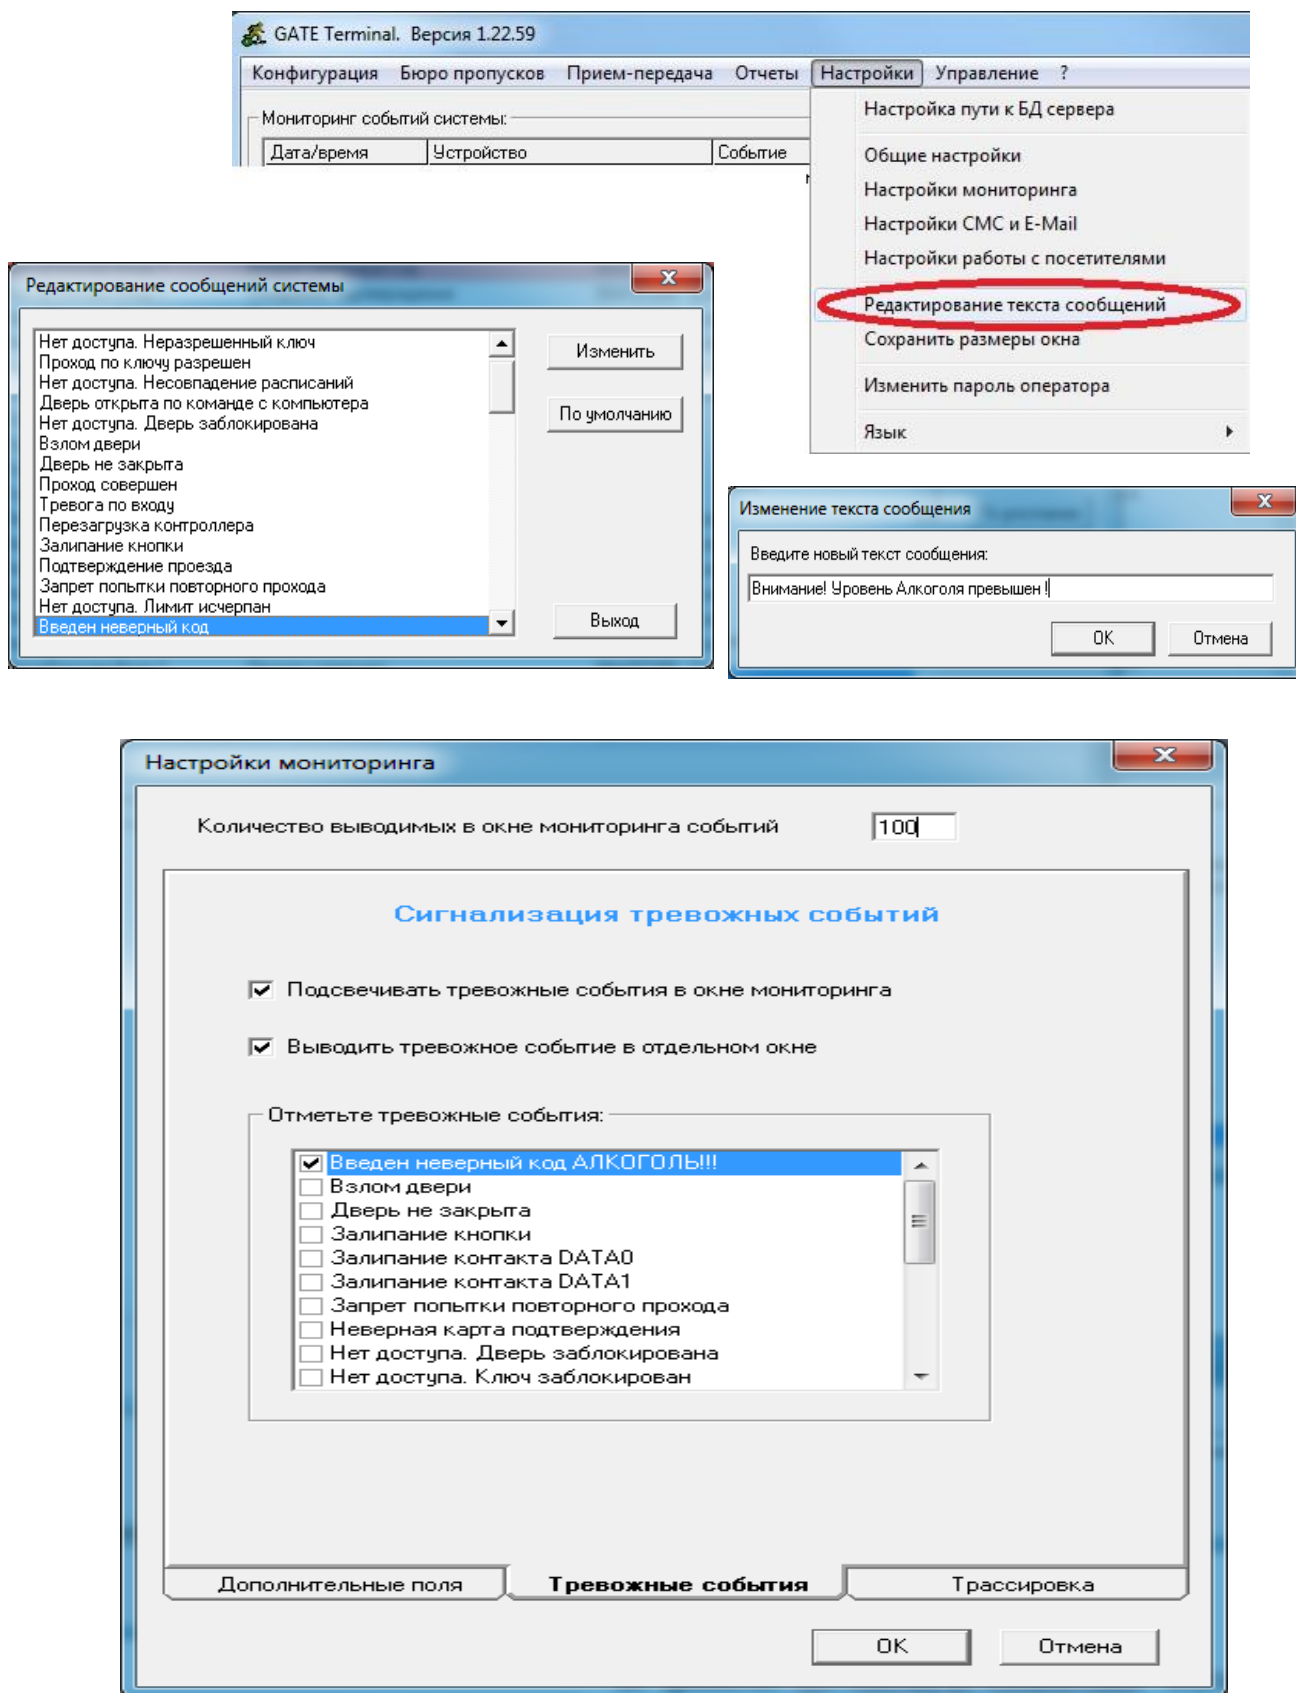 GATE Terminal. Версия 1.22.59
Конфигурация Бюро пропусков Прием-передача Отчеты Настройки Управление ?
Мониторинг событий системы:
Дата/время Устройство Событие
Настройка пути к БД сервера
Общие настройки
Настройки мониторинга
Настройки СМС и E-Mail
Настройки работы с посетителями
Редактирование текста сообщений
Сохранить размеры окна
Изменить пароль оператора
Язык
Редактирование сообщений системы
Нет доступа. Неразрешенный ключ
Проход по ключу разрешен
Нет доступа. Несовпадение расписаний
Дверь открыта по команде с компьютера
Нет доступа. Дверь заблокирована
Взлом двери
Дверь не закрыта
Проход совершен
Тревога по входу
Перезагрузка контроллера
Залипание кнопки
Подтверждение проезда
Запрет попытки повторного прохода
Нет доступа. Лимит исчерпан
Введен неверный код
Изменить
По умолчанию
Выход
Изменение текста сообщения
Введите новый текст сообщения:
Внимание! Уровень Алкоголя превышен !
OK Отмена
Настройки мониторинга
Количество выводимых в окне мониторинга событий 100
Сигнализация тревожных событий
Подсвечивать тревожные события в окне мониторинга
Выводить тревожное событие в отдельном окне
Отметьте тревожные события:
Введен неверный код АЛКОГОЛЬ!!!
Взлом двери
Дверь не закрыта
Залипание кнопки
Залипание контакта DATA0
Залипание контакта DATA1
Запрет попытки повторного прохода
Неверная карта подтверждения
Нет доступа. Дверь заблокирована
Нет доступа. Ключ заблокирован
Дополнительные поля Тревожные события Трассировка
OK Отмена